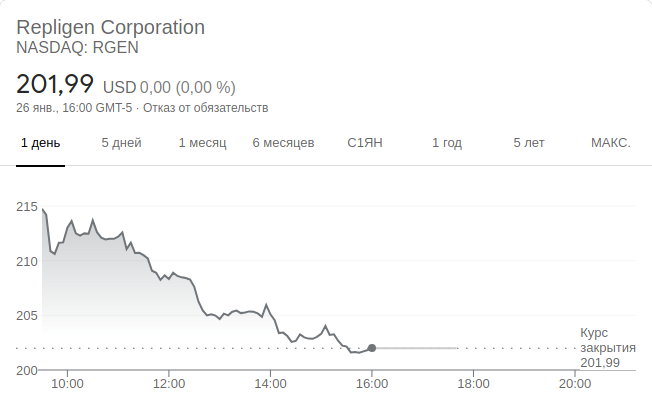 Repligen Corporation
NASDAQ: RGEN
201,99 USD 0,00 (0,00 %)
26 янв., 16:00 GMT-5 · Отказ от обязательств
1 день 5 дней 1 месяц 6 месяцев С1ЯН 1 год 5 лет МАКС.
215
210
205
Курс
закрытия
201,99
200
10:00 12:00 14:00 16:00 18:00 20:00